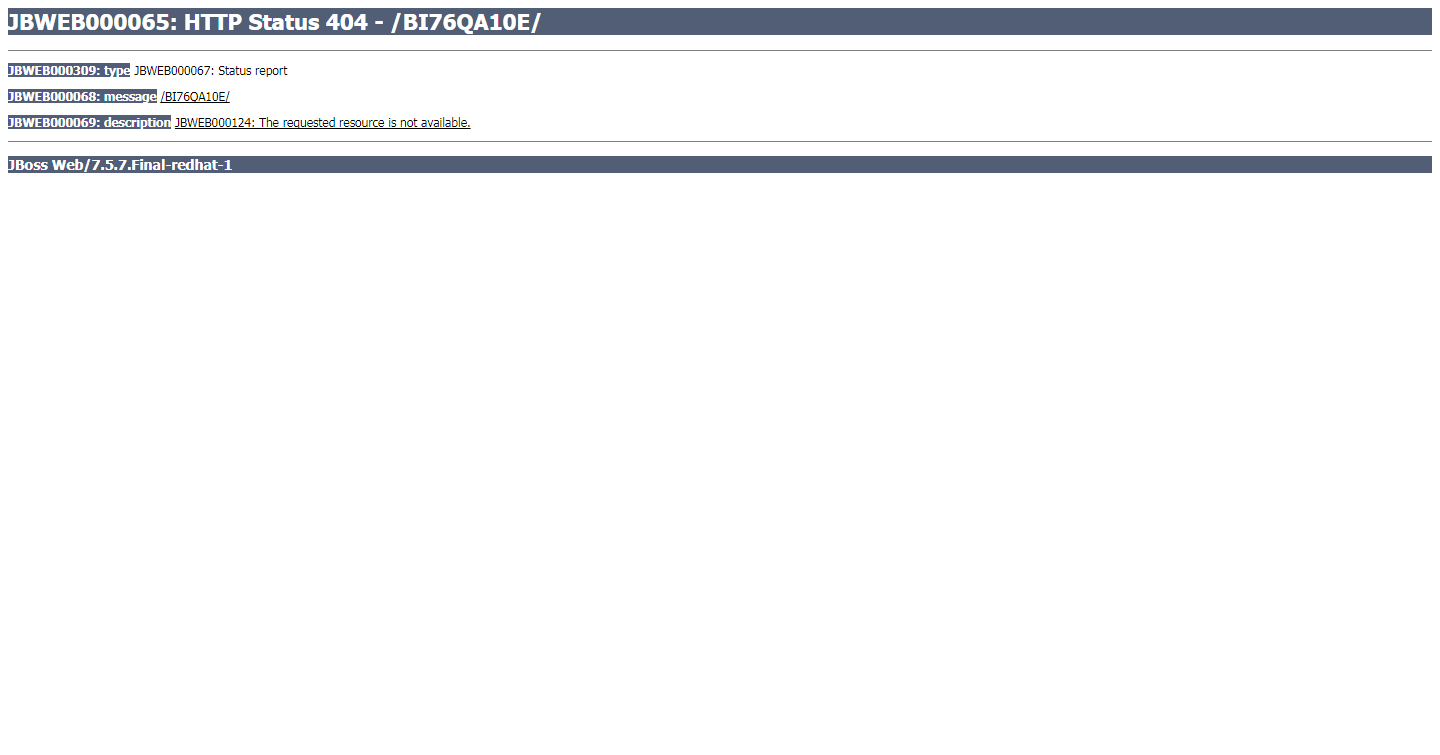 JBWEB000065: HTTP Status 404 - /BI76QA10E/
JBWEB000309: type JBWEB000067: Status report
JBWEB000068: message /BI76QA10E/
JBWEB000069: description JBWEB000124: The requested resource is not available.
JBoss Web/7.5.7.Final-redhat-1